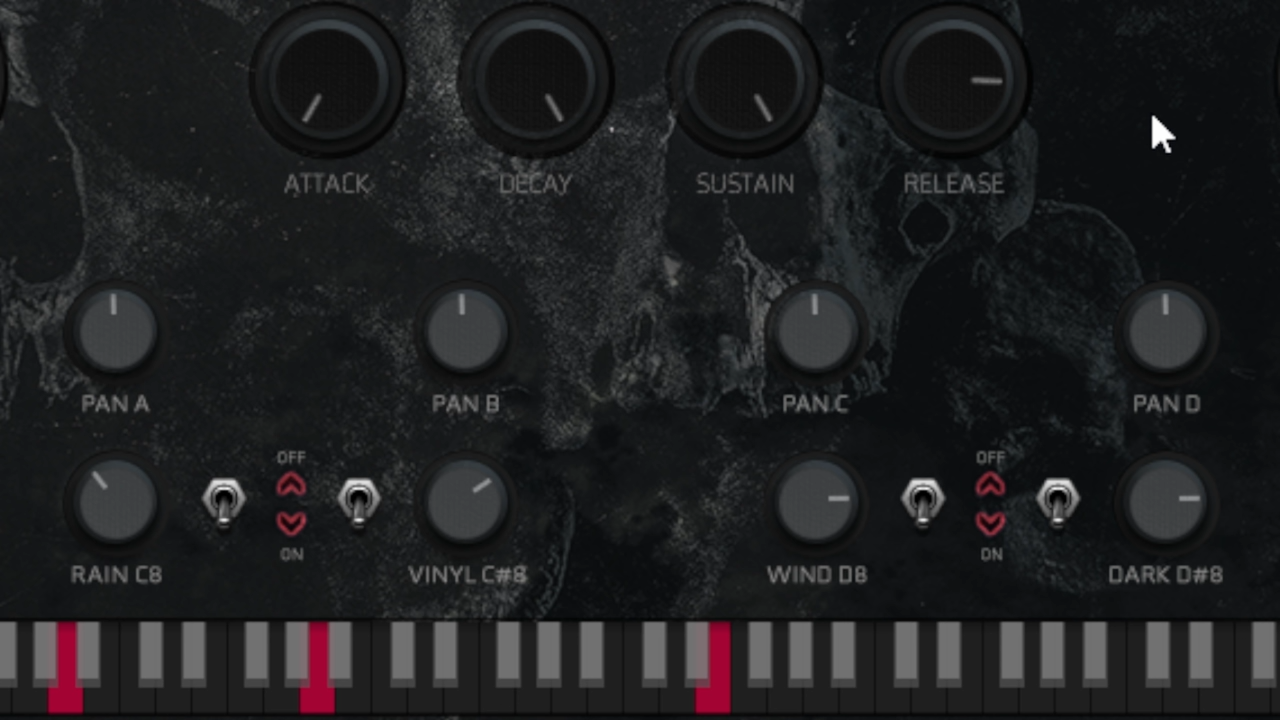 ATTACK DECAY SUSTAIN RELEASE
PAN A PAN B PAN C PAN D
OFF OFF
ON ON
RAIN C8 VINYL C#8 WIND D8 DARK D#8